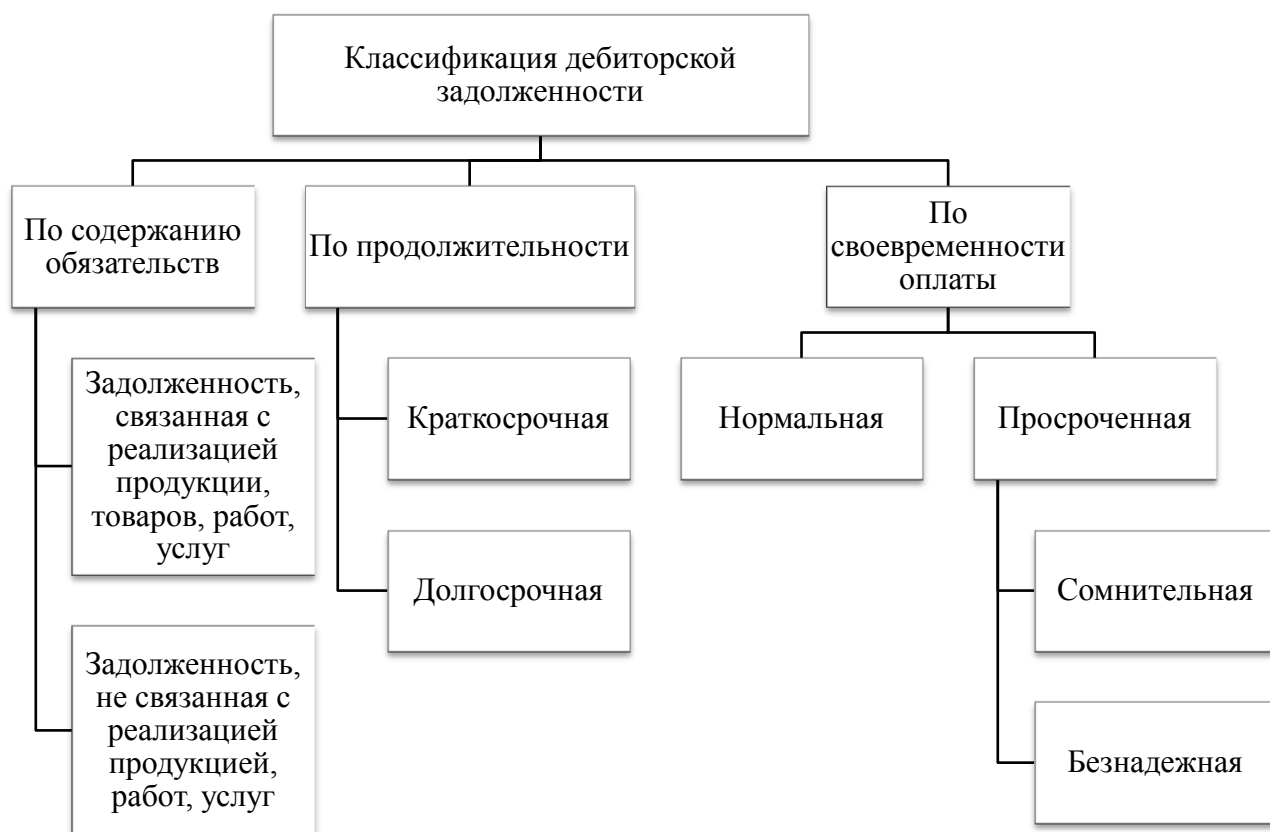 Классификация дебиторской
задолженности
По содержанию
обязательств
По продолжительности
По
своевременности
оплаты
Задолженность,
связанная с
реализацией
продукции,
товаров, работ,
услуг
Задолженность,
не связанная с
реализацией
продукцией,
работ, услуг
Краткосрочная
Долгосрочная
Нормальная
Просроченная
Сомнительная
Безнадежная